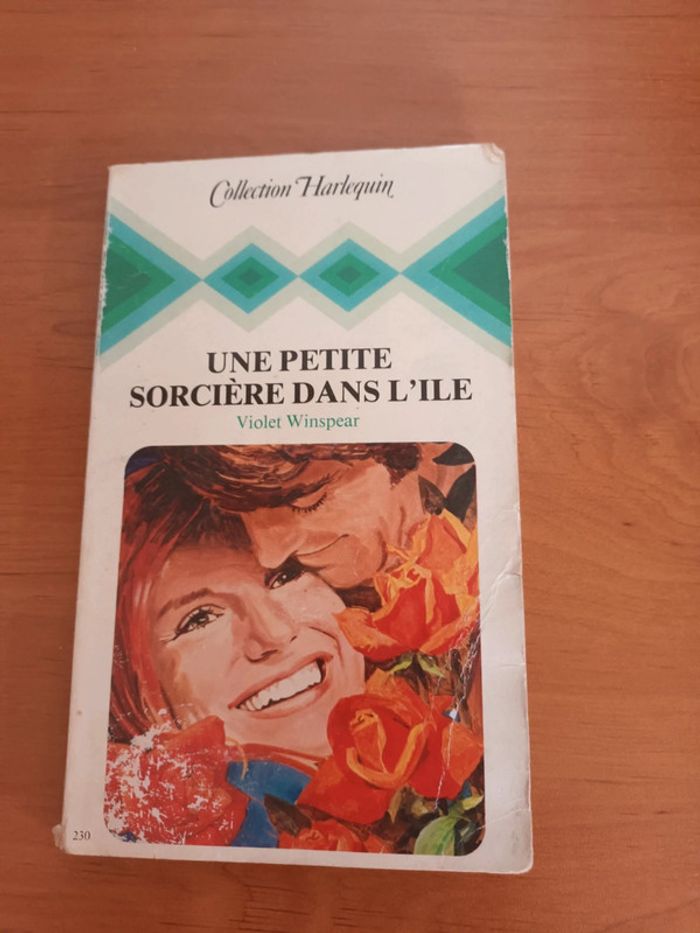 Collection Harlequin
UNE PETITE
SORCIÈRE DANS L'ILE
Violet Winspear
230